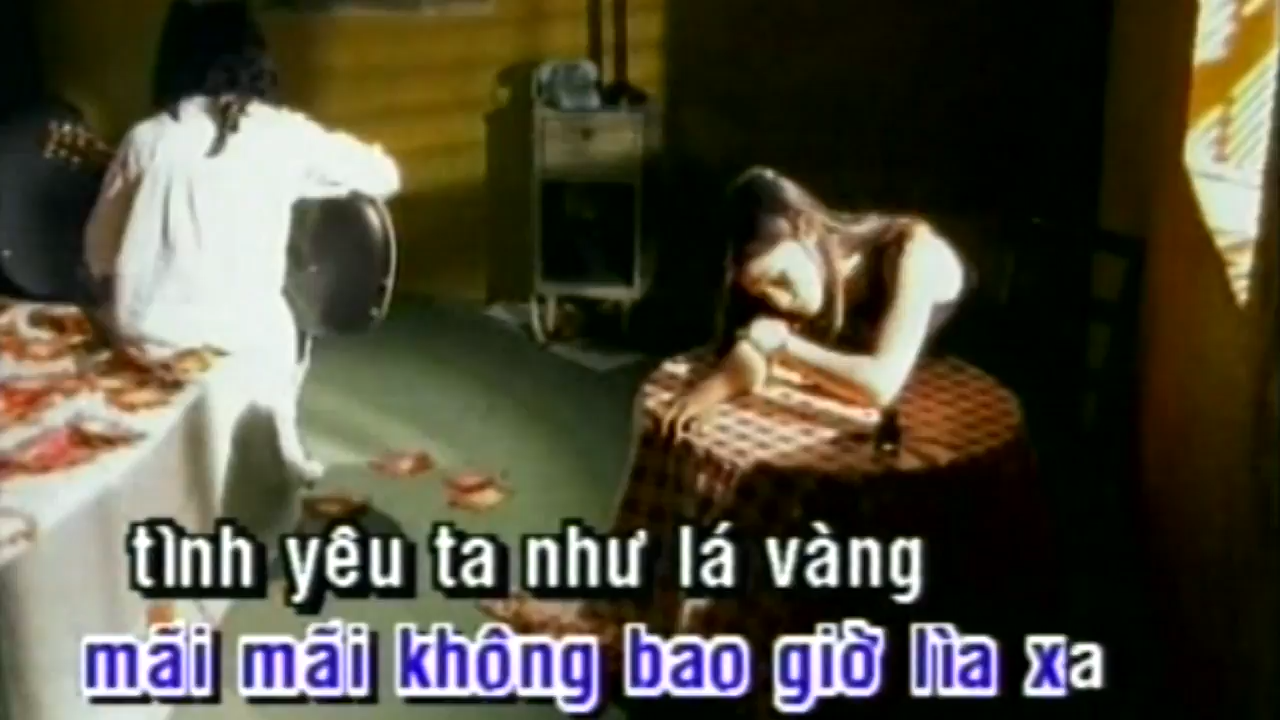 tình yêu ta như lá vàng
mãi mãi không bao giờ lìa xa